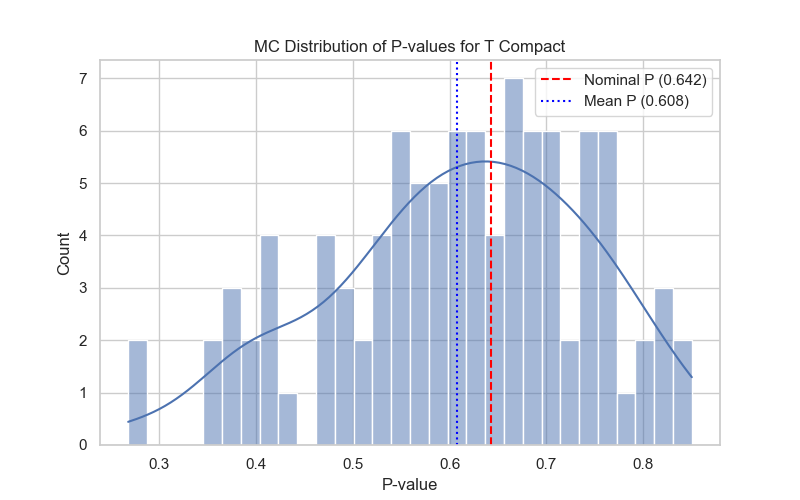 MC Distribution of P-values for T Compact
Nominal P (0.642)
Mean P (0.608)
Count
7
6
5
4
3
2
1
0
0.3 0.4 0.5 0.6 0.7 0.8
P-value